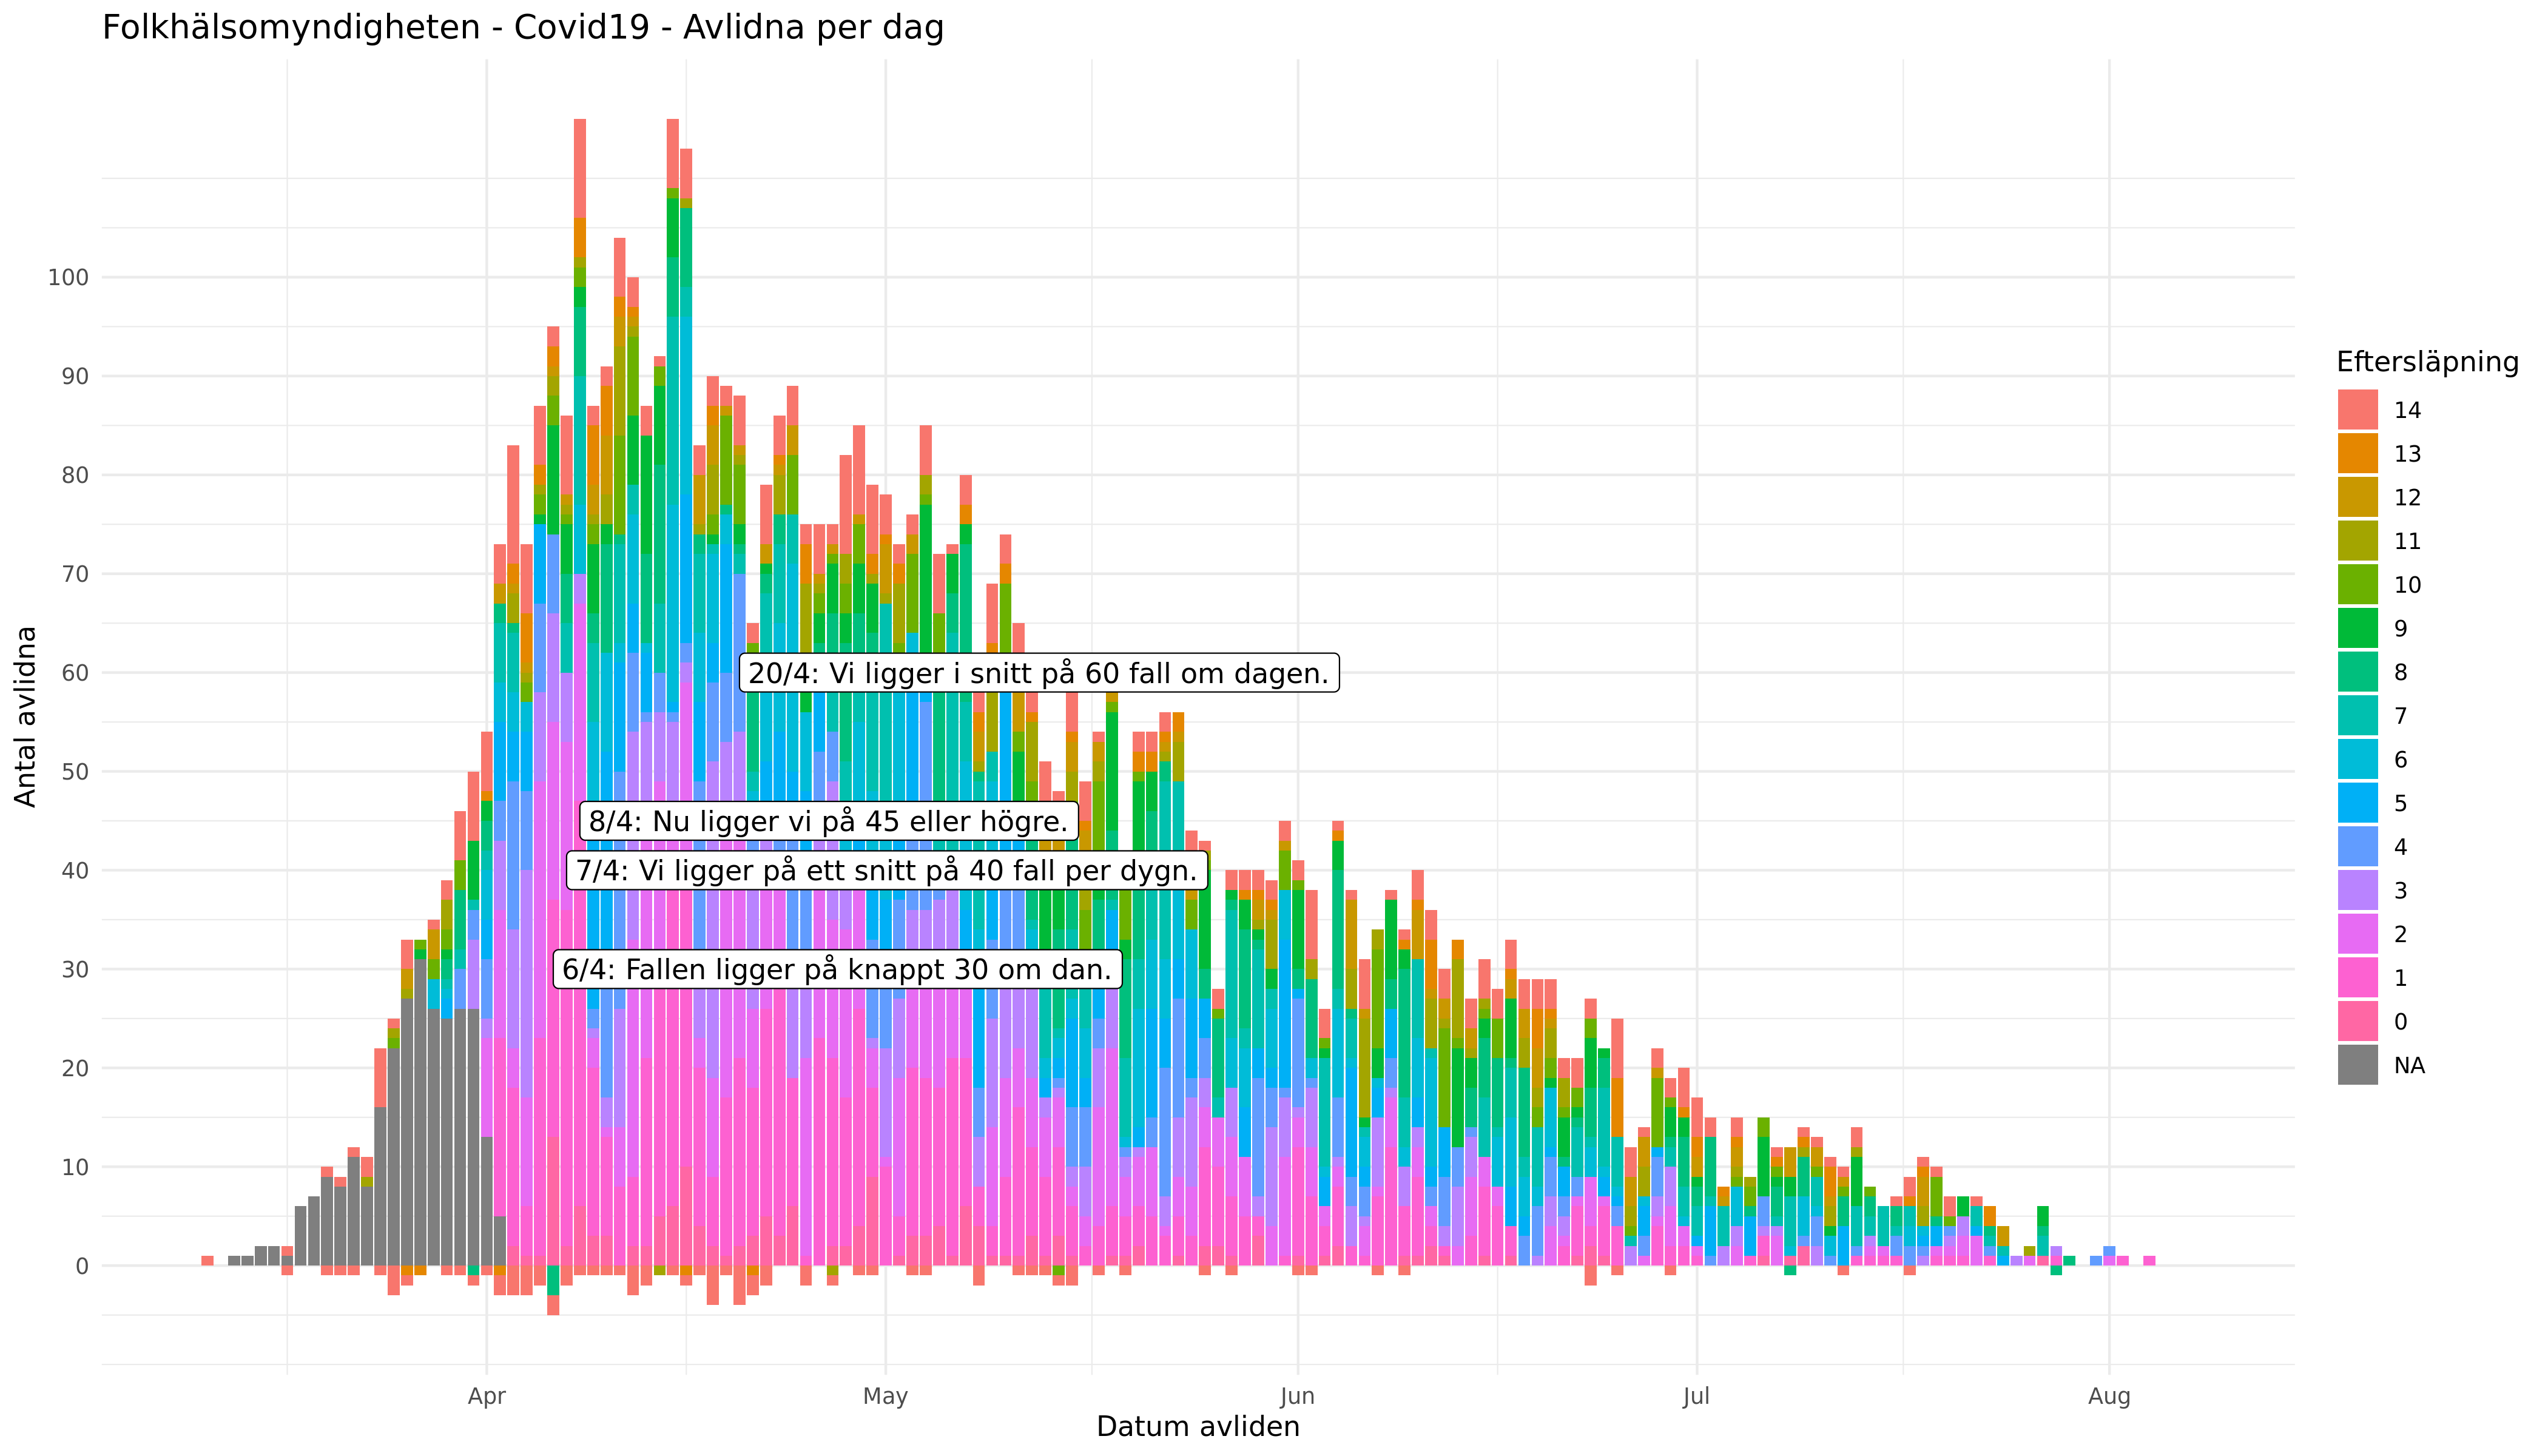 Folkhälsomyndigheten - Covid19 - Avlidna per dag
Antal avlidna
100
90
80
70
60
50
40
30
20
10
0
20/4: Vi ligger i snitt på 60 fall om dagen.
8/4: Nu ligger vi på 45 eller högre.
7/4: Vi ligger på ett snitt på 40 fall per dygn.
6/4: Fallen ligger på knappt 30 om dan.
Apr
May
Jun
Jul
Aug
Datum avliden
Eftersläpning
14
13
12
11
10
9
8
7
6
5
4
3
2
1
0
NA